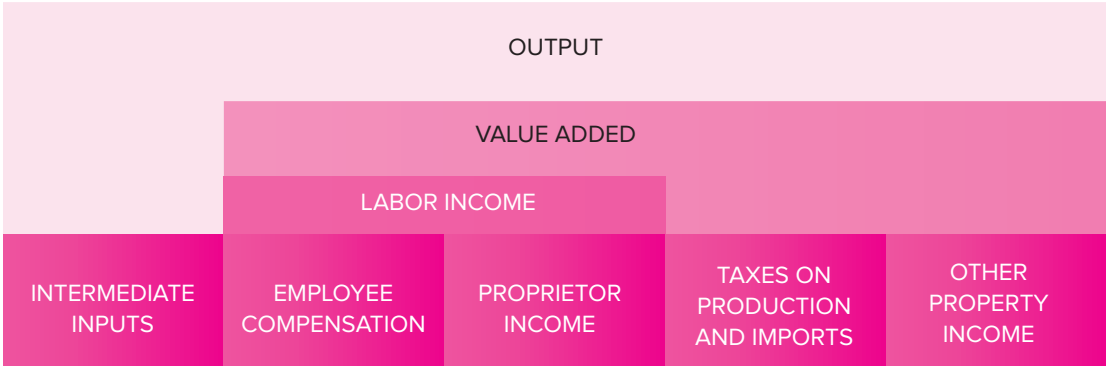 OUTPUT
VALUE ADDED
LABOR INCOME
INTERMEDIATE
INPUTS
EMPLOYEE
COMPENSATION
PROPRIETOR
INCOME
TAXES ON
PRODUCTION
AND IMPORTS
OTHER
PROPERTY
INCOME